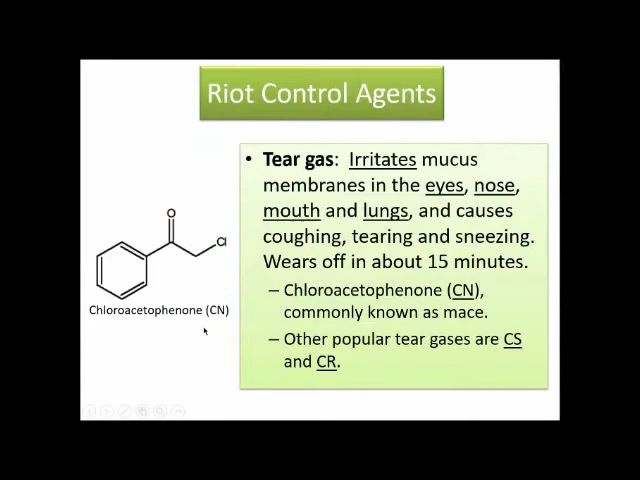 Riot Control Agents
• Tear gas: Irritates mucus
membranes in the eyes, nose,
mouth and lungs, and causes
coughing, tearing and sneezing.
Wears off in about 15 minutes.
– Chloroacetophenone (CN),
commonly known as mace.
– Other popular tear gases are CS
and CR.
O
Cl
Chloroacetophenone (CN)